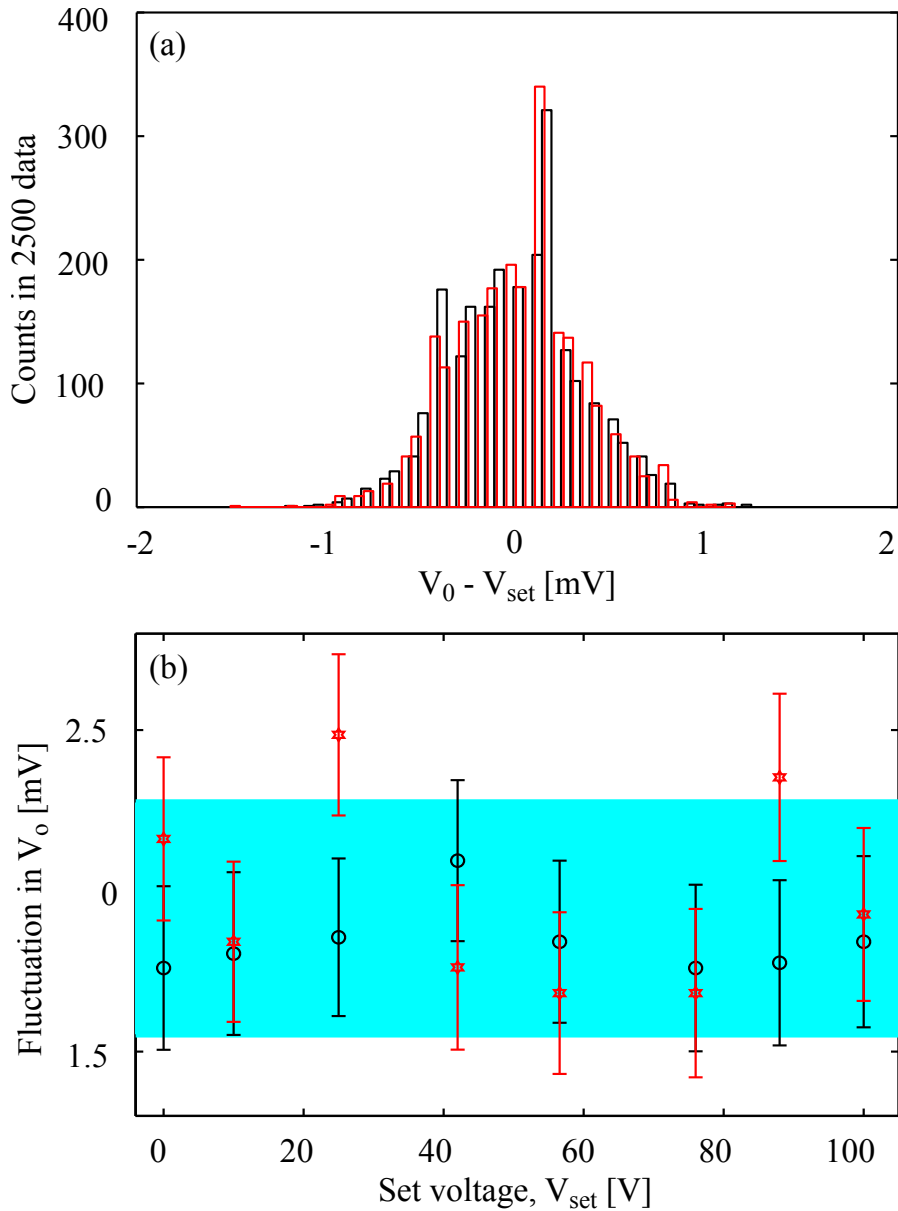 (a)
400
300
200
100
0
Counts in 2500 data
-2 -1 0 1 2
V0 - Vset [mV]
(b)
2.5
0
1.5
Fluctuation in Vo [mV]
0 20 40 60 80 100
Set voltage, Vset [V]